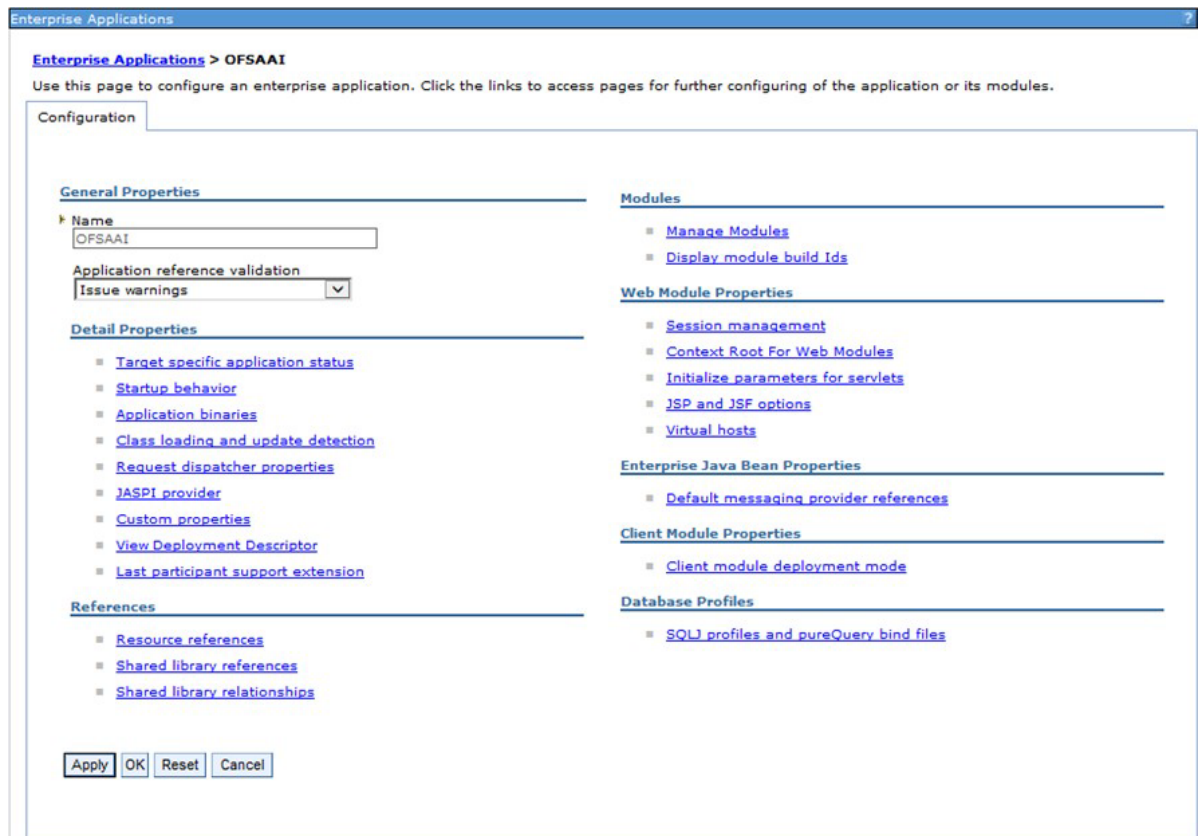 Enterprise Applications
?
Enterprise Applications > OFSAAI
Use this page to configure an enterprise application. Click the links to access pages for further configuring of the application or its modules.
Configuration
General Properties
Name
OFSAAI
Application reference validation
Issue warnings
Detail Properties
Target specific application status
Startup behavior
Application binaries
Class loading and update detection
Request dispatcher properties
JASPI provider
Custom properties
View Deployment Descriptor
Last participant support extension
References
Resource references
Shared library references
Shared library relationships
Modules
Manage Modules
Display module build Ids
Web Module Properties
Session management
Context Root For Web Modules
Initialize parameters for servlets
JSP and JSF options
Virtual hosts
Enterprise Java Bean Properties
Default messaging provider references
Client Module Properties
Client module deployment mode
Database Profiles
SQLJ profiles and pureQuery bind files
Apply OK Reset Cancel